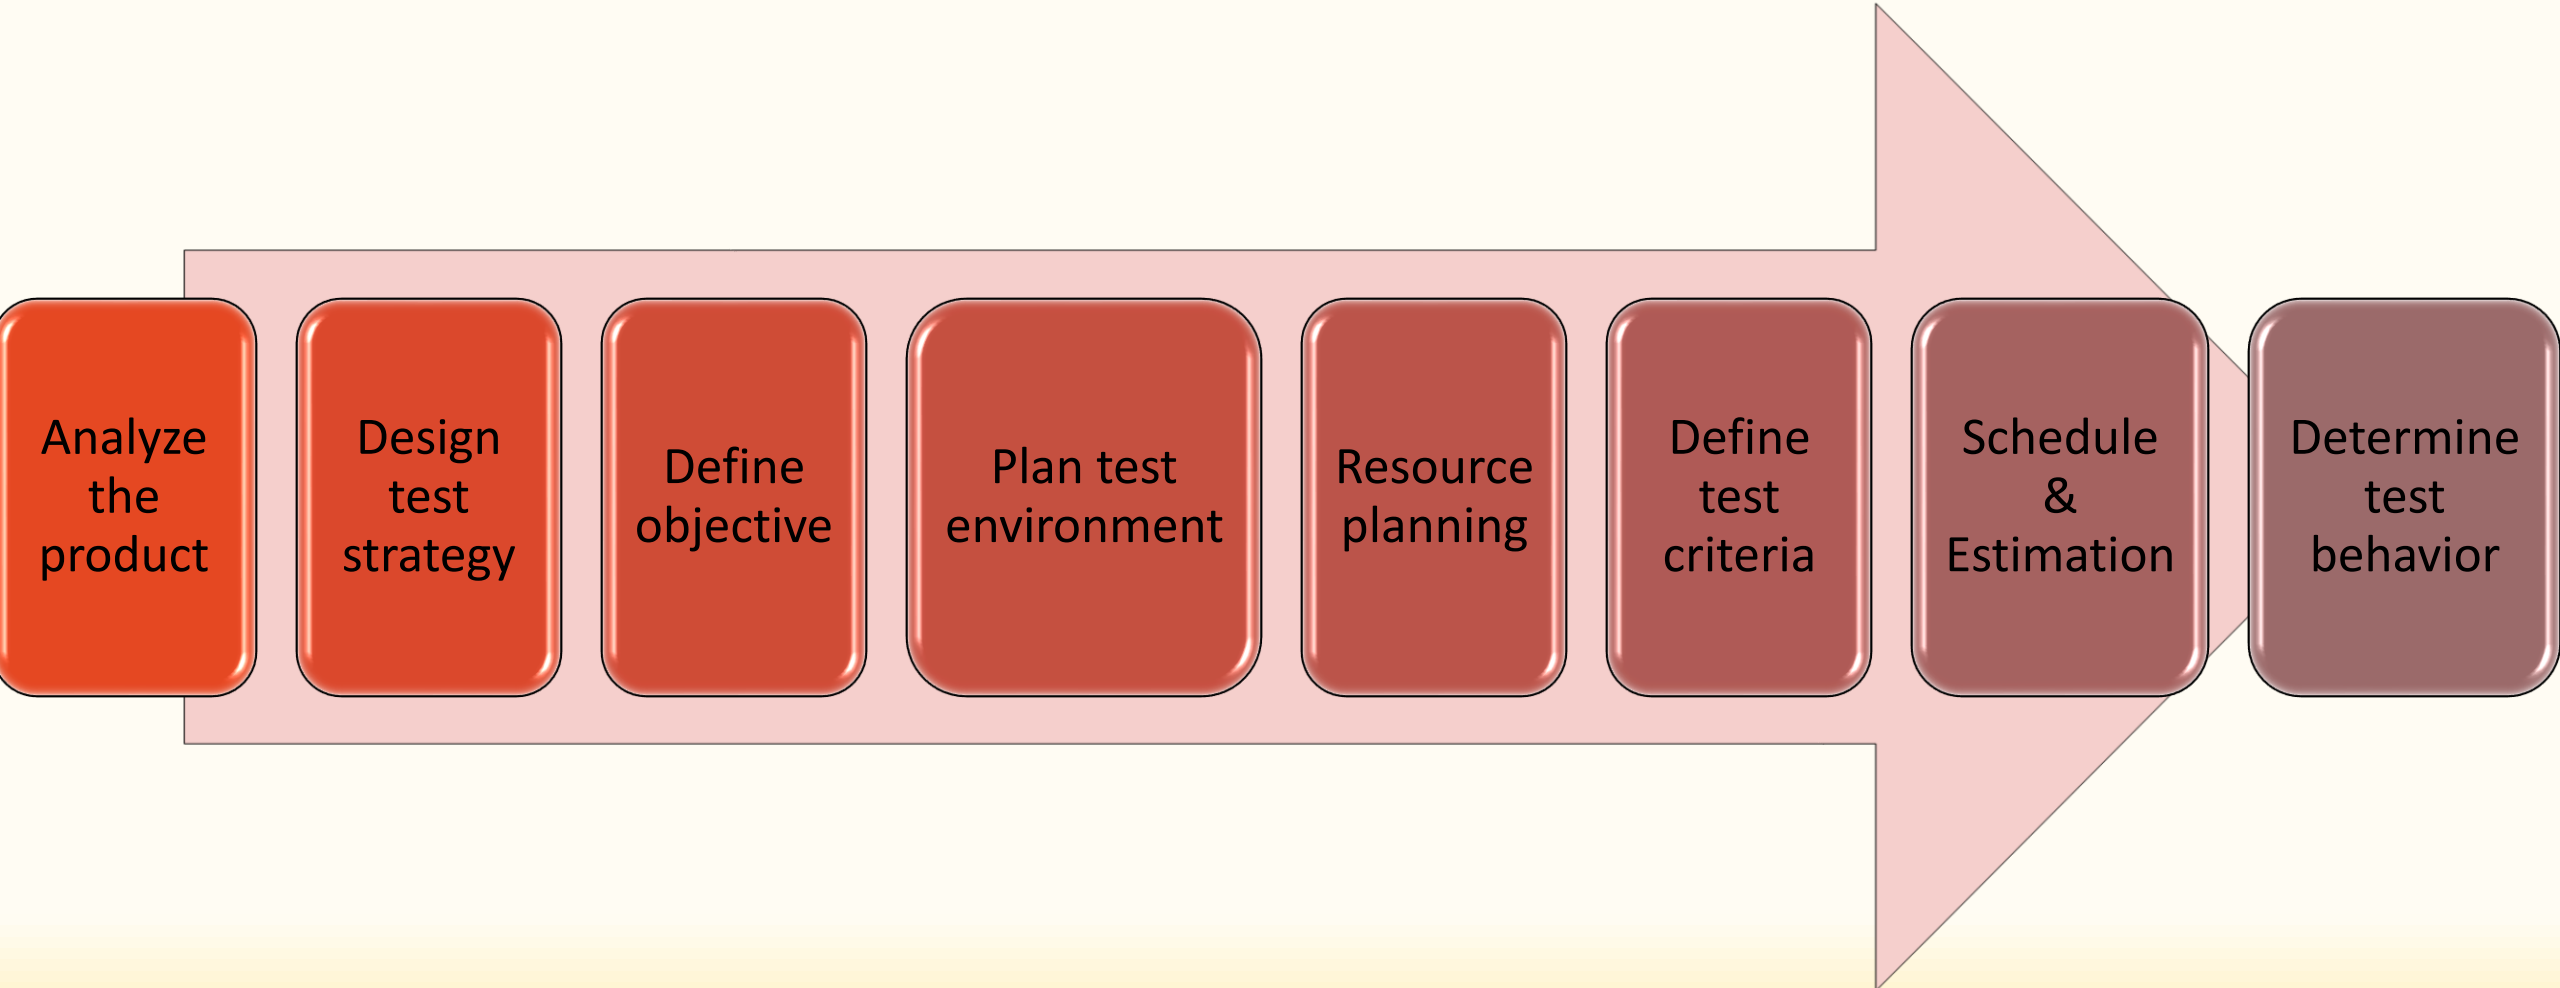 Analyze
the
product
Design
test
strategy
Define
objective
Plan test
environment
Resource
planning
Define
test
criteria
Schedule
&
Estimation
Determine
test
behavior